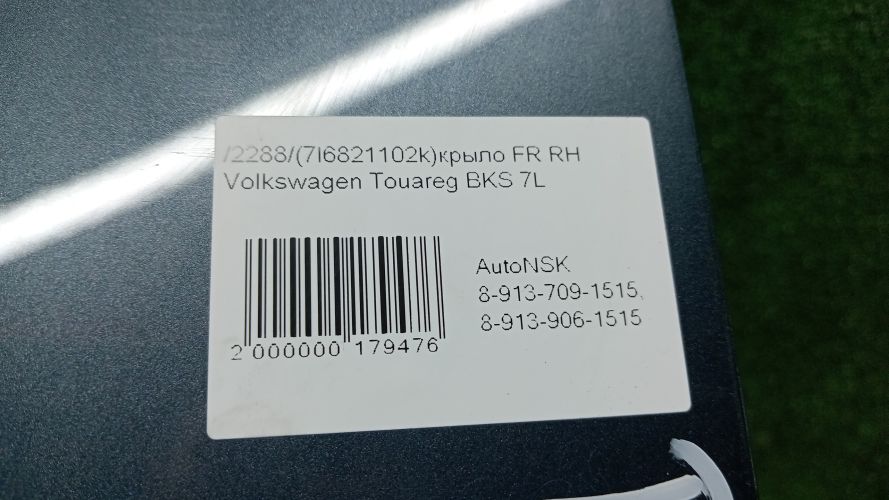 /2288/(7l6821102k)крыло FR RH
Volkswagen Touareg BKS 7L
AutoNSK
8-913-709-1515,
8-913-906-1515
2 000000 179476